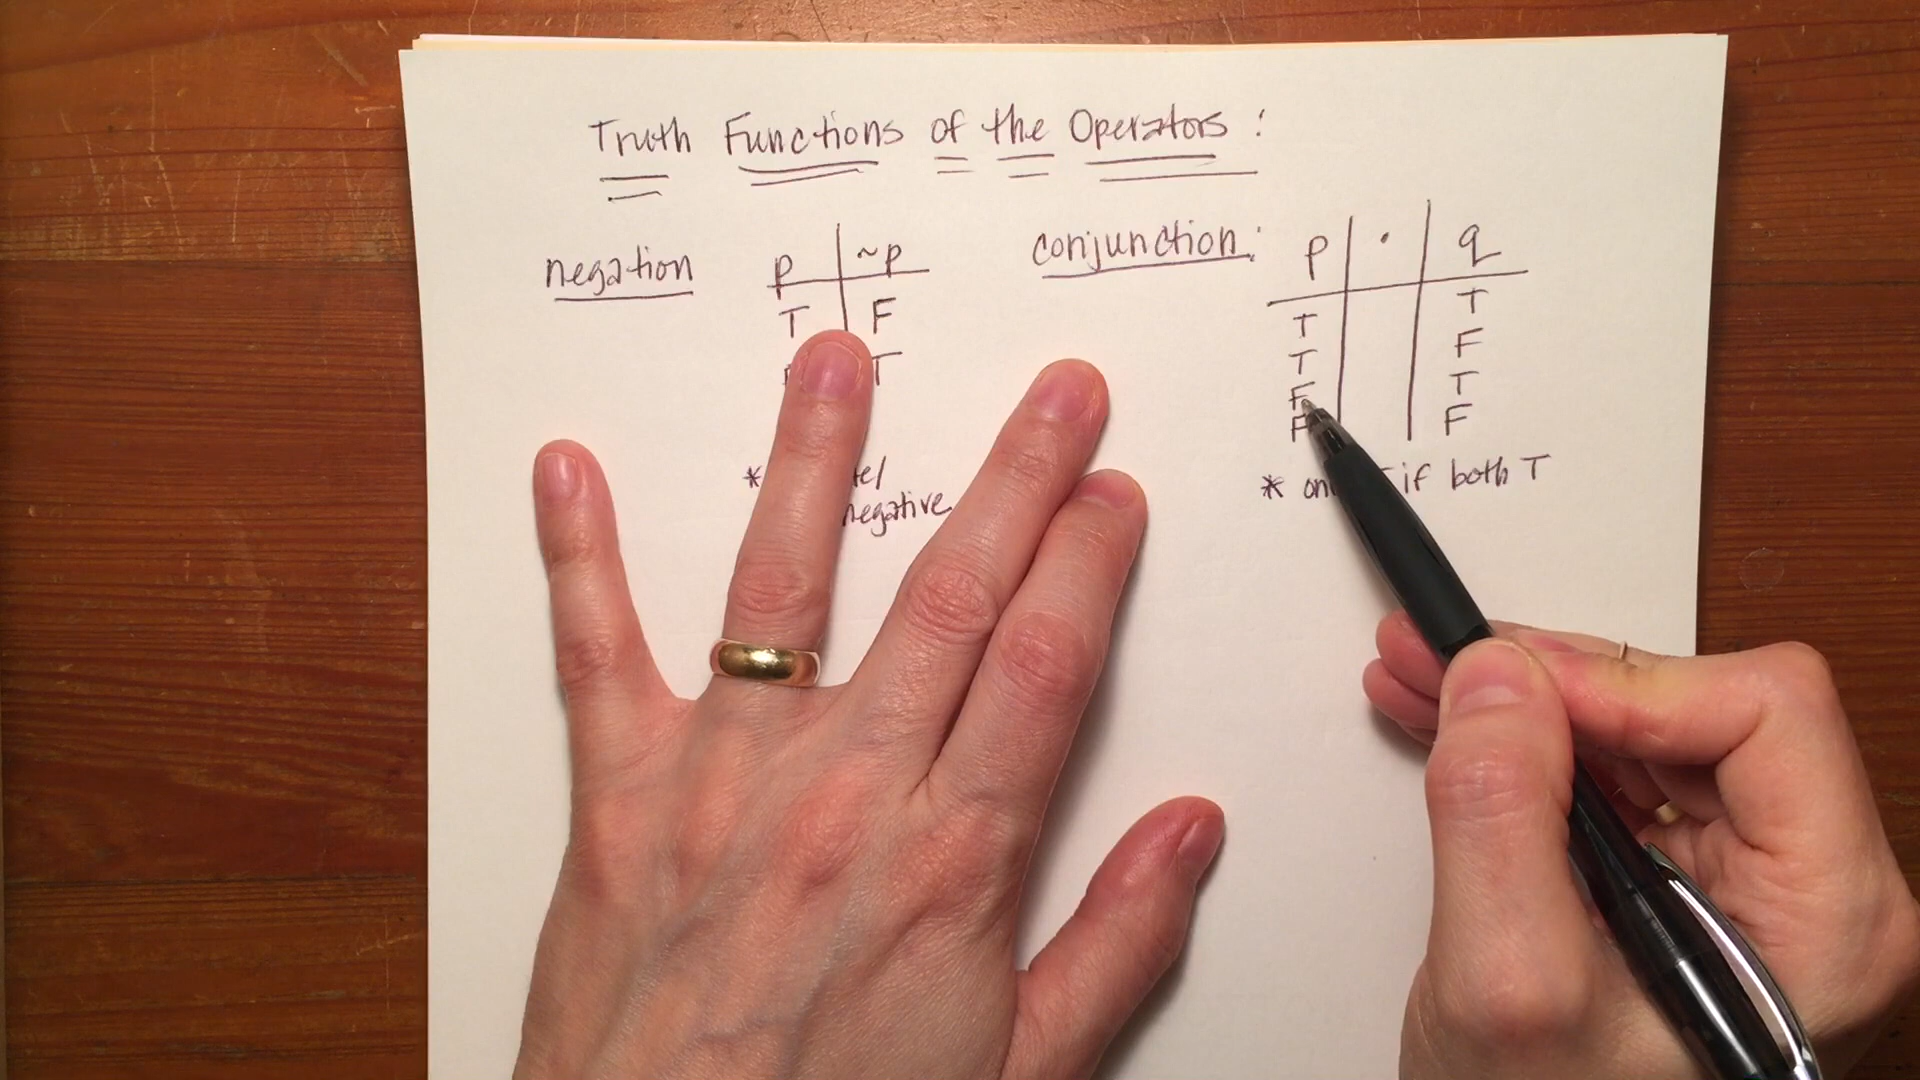 Truth Functions of the Operators :
negation
p ~p
T F
T
*
negative
conjunction :
p • q
T T
T F
F T
F F
* if both T